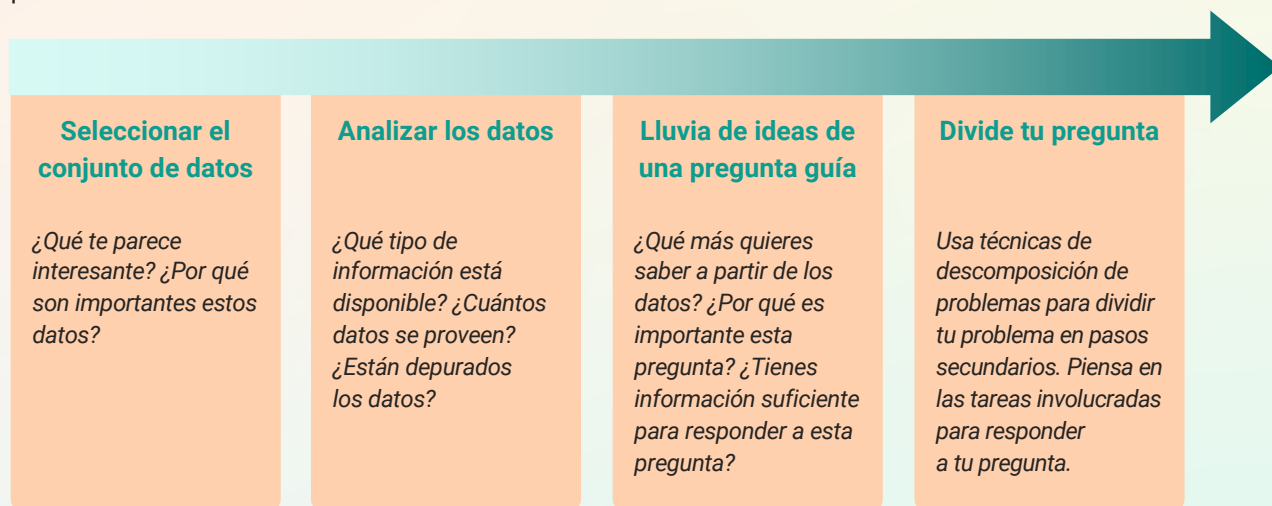 Seleccionar el
conjunto de datos
¿Qué te parece
interesante? ¿Por qué
son importantes estos
datos?
Analizar los datos
¿Qué tipo de
información está
disponible? ¿Cuántos
datos se proveen?
¿Están depurados
los datos?
Lluvia de ideas de
una pregunta guía
¿Qué más quieres
saber a partir de los
datos? ¿Por qué es
importante esta
pregunta? ¿Tienes
información suficiente
para responder a esta
pregunta?
Divide tu pregunta
Usa técnicas de
descomposición de
problemas para dividir
tu problema en pasos
secundarios. Piensa en
las tareas involucradas
para responder
a tu pregunta.